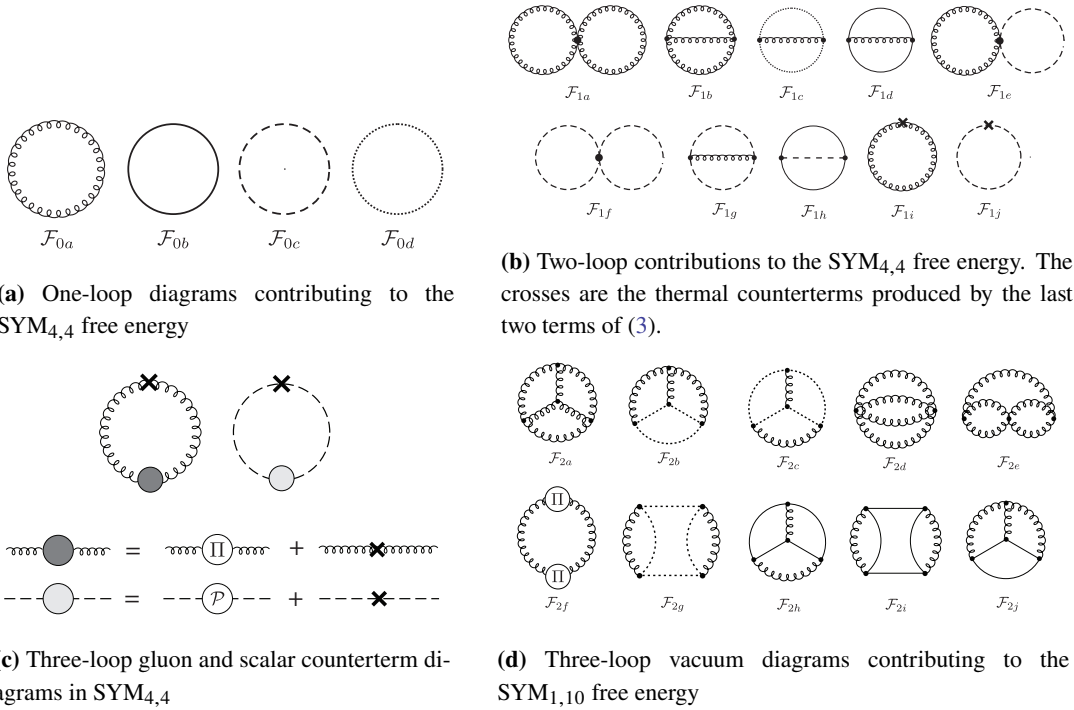 F1a F1b F1c F1d F1e
F0a F0b F0c F0d
F1f F1g F1h F1i F1j
(a) One-loop diagrams contributing to the
SYM4,4 free energy
(b) Two-loop contributions to the SYM4,4 free energy. The
crosses are the thermal counterterms produced by the last
two terms of (3).
F2a F2b F2c F2d F2e
= Π +
= P +
Π
Π
F2f F2g F2h F2i F2j
(c) Three-loop gluon and scalar counterterm di-
agrams in SYM4,4
(d) Three-loop vacuum diagrams contributing to the
SYM1,10 free energy